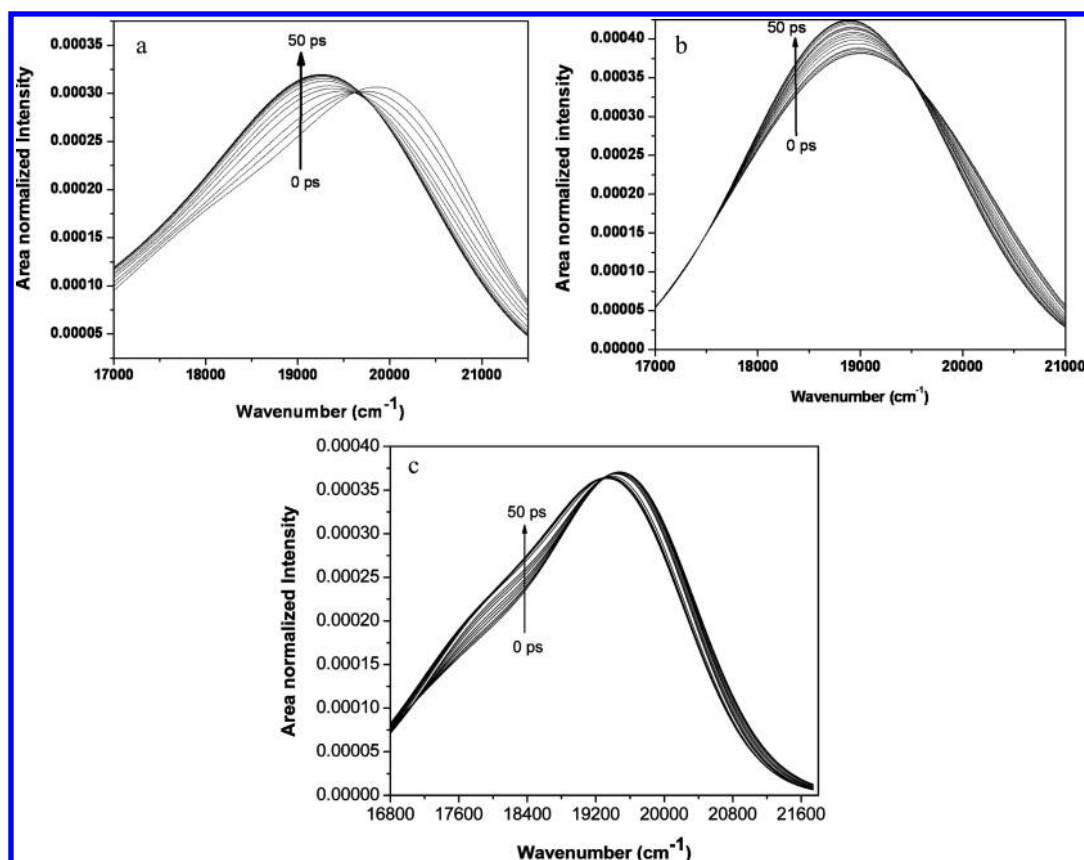 a
50 ps
0 ps
0.00035
0.00030
0.00025
0.00020
0.00015
0.00010
0.00005
Area normalized Intensity
17000 18000 19000 20000 21000
Wavenumber (cm-1)
b
50 ps
0 ps
0.00040
0.00035
0.00030
0.00025
0.00020
0.00015
0.00010
0.00005
0.00000
Area normalized intensity
17000 18000 19000 20000 21000
Wavenumber (cm-1)
c
50 ps
0 ps
0.00040
0.00035
0.00030
0.00025
0.00020
0.00015
0.00010
0.00005
0.00000
Area normalized Intensity
16800 17600 18400 19200 20000 20800 21600
Wavenumber (cm-1)